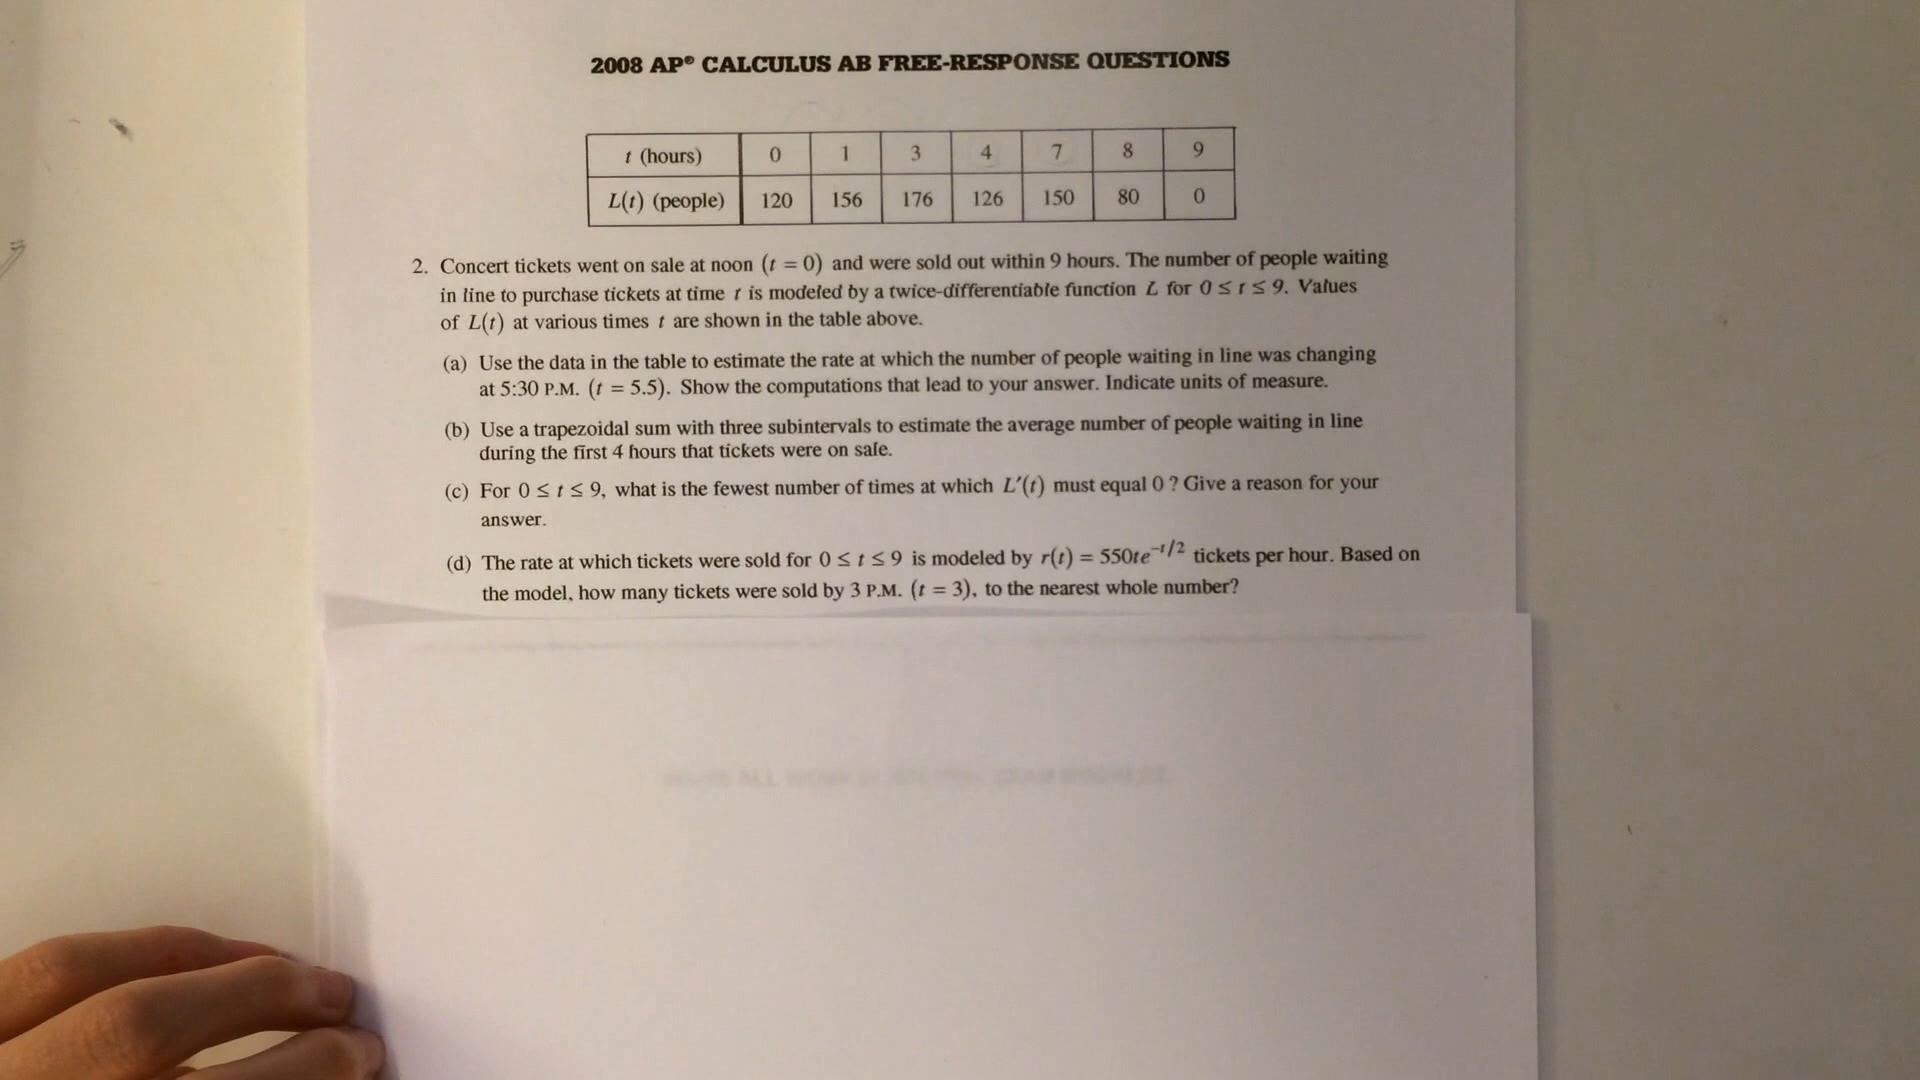 2008 AP® CALCULUS AB FREE-RESPONSE QUESTIONS
t (hours) 0 1 3 4 7 8 9
L(t) (people) 120 156 176 126 150 80 0
2. Concert tickets went on sale at noon (t = 0) and were sold out within 9 hours. The number of people waiting
in line to purchase tickets at time t is modeled by a twice-differentiable function L for 0 ≤ t ≤ 9. Values
of L(t) at various times t are shown in the table above.
(a) Use the data in the table to estimate the rate at which the number of people waiting in line was changing
at 5:30 P.M. (t = 5.5). Show the computations that lead to your answer. Indicate units of measure.
(b) Use a trapezoidal sum with three subintervals to estimate the average number of people waiting in line
during the first 4 hours that tickets were on sale.
(c) For 0 ≤ t ≤ 9, what is the fewest number of times at which L′(t) must equal 0 ? Give a reason for your
answer.
(d) The rate at which tickets were sold for 0 ≤ t ≤ 9 is modeled by r(t) = 550te^{-t/2} tickets per hour. Based on
the model, how many tickets were sold by 3 P.M. (t = 3), to the nearest whole number?